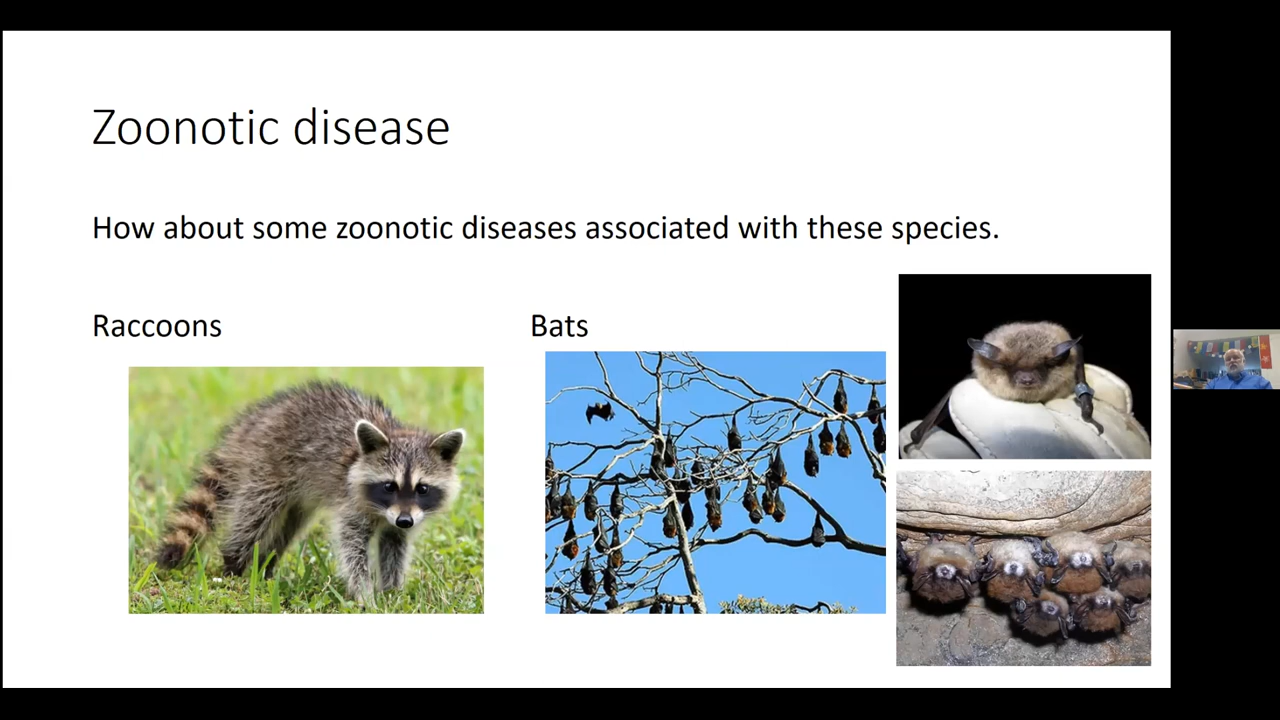 Zoonotic disease
How about some zoonotic diseases associated with these species.
Raccoons
Bats